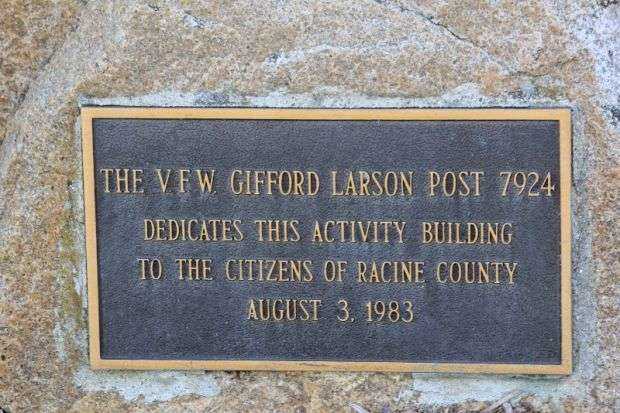 THE V.F.W. GIFFORD LARSON POST 7924
DEDICATES THIS ACTIVITY BUILDING
TO THE CITIZENS OF RACINE COUNTY
AUGUST 3, 1983